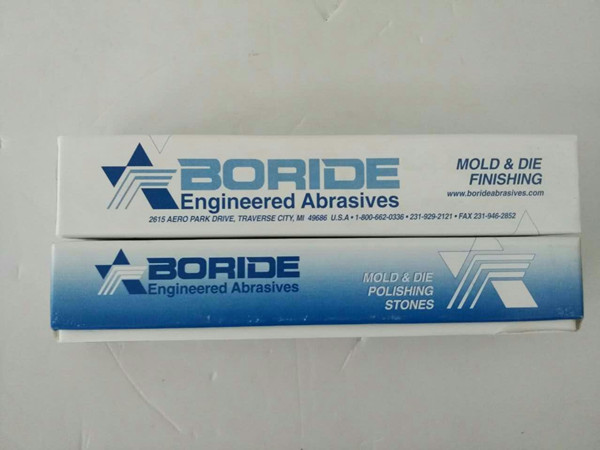 BORIDE
Engineered Abrasives
MOLD & DIE
FINISHING
www.borideabrasives.com
2615 AERO PARK DRIVE, TRAVERSE CITY, MI 49686 U.S.A • 1-800-662-0336 • 231-929-2121 • FAX 231-946-2852
BORIDE
Engineered Abrasives
MOLD & DIE
POLISHING
STONES